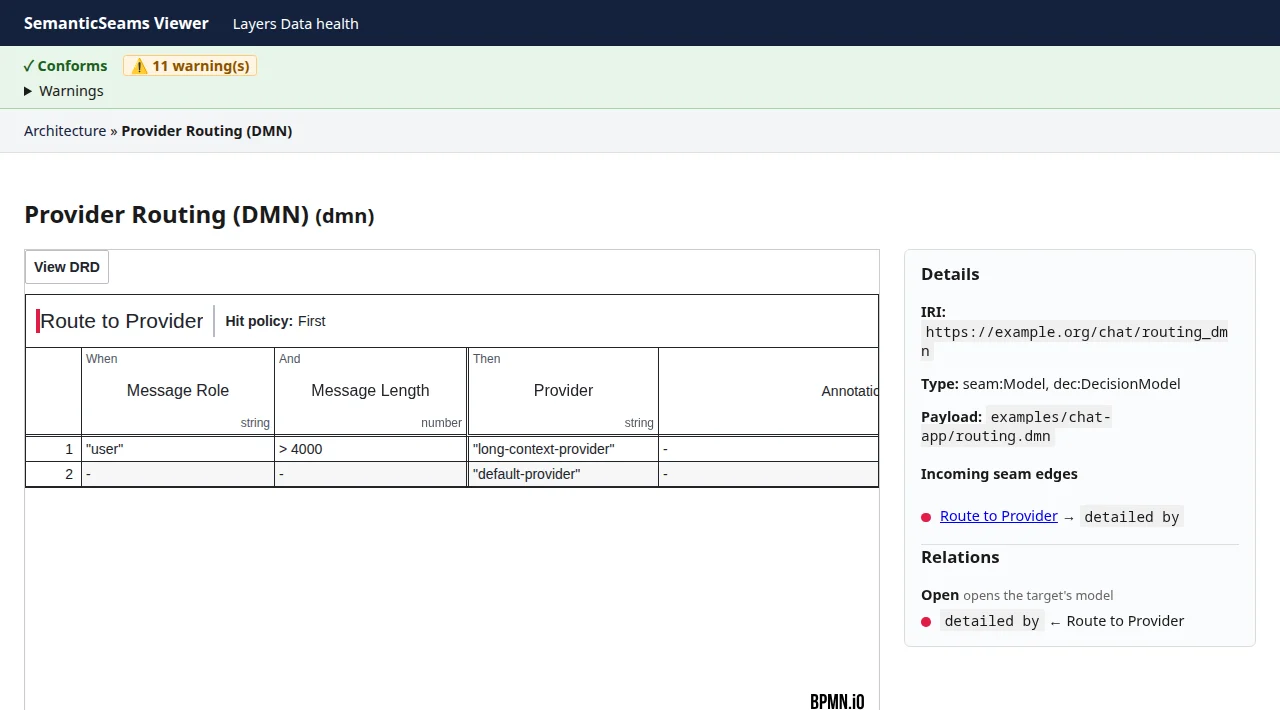 SemanticSeams Viewer Layers Data health
✓ Conforms ⚠️ 11 warning(s)
▶ Warnings
Architecture » Provider Routing (DMN)
Provider Routing (DMN) (dmn)
View DRD
Route to Provider Hit policy: First
When And Then
Message Role Message Length Provider Annotatio
string number string
1 "user" > 4000 "long-context-provider" -
2 - - "default-provider" -
BPMN.iO
Details
IRI:
https://example.org/chat/routing_dm
n
Type: seam:Model, dec:DecisionModel
Payload: examples/chat-
app/routing.dmn
Incoming seam edges
Route to Provider → detailed by
Relations
Open opens the target's model
detailed by ← Route to Provider